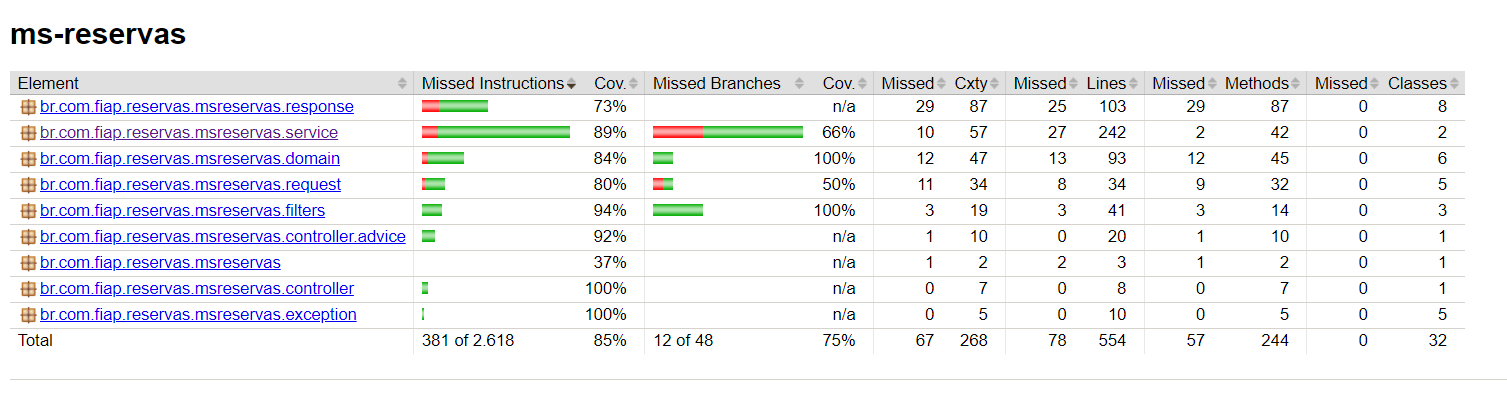 ms-reservas
Element Missed Instructions Cov. Missed Branches Cov. Missed Cxty Missed Lines Missed Methods Missed Classes
br.com.fiap.reservas.msreservas.response 73% n/a 29 87 25 103 29 87 0 8
br.com.fiap.reservas.msreservas.service 89% 66% 10 57 27 242 2 42 0 2
br.com.fiap.reservas.msreservas.domain 84% 100% 12 47 13 93 12 45 0 6
br.com.fiap.reservas.msreservas.request 80% 50% 11 34 8 34 9 32 0 5
br.com.fiap.reservas.msreservas.filters 94% 100% 3 19 3 41 3 14 0 3
br.com.fiap.reservas.msreservas.controller.advice 92% n/a 1 10 0 20 1 10 0 1
br.com.fiap.reservas.msreservas 37% n/a 1 2 2 3 1 2 0 1
br.com.fiap.reservas.msreservas.controller 100% n/a 0 7 0 8 0 7 0 1
br.com.fiap.reservas.msreservas.exception 100% n/a 0 5 0 10 0 5 0 5
Total 381 of 2.618 85% 12 of 48 75% 67 268 78 554 57 244 0 32